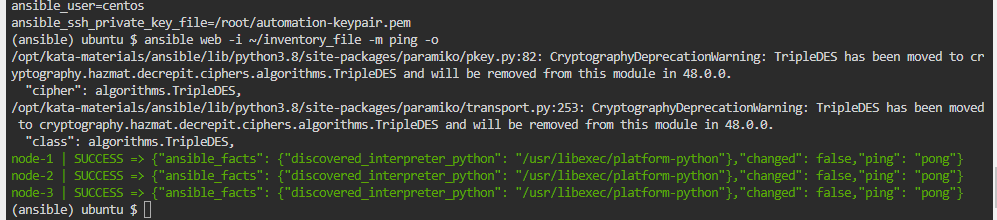 ansible_user=centos
ansible_ssh_private_key_file=/root/automation-keypair.pem
(ansible) ubuntu $ ansible web -i ~/inventory_file -m ping -o
/opt/kata-materials/ansible/lib/python3.8/site-packages/paramiko/pkey.py:82: CryptographyDeprecationWarning: TripleDES has been moved to cr
yptography.hazmat.decrepit.ciphers.algorithms.TripleDES and will be removed from this module in 48.0.0.
  "cipher": algorithms.TripleDES,
/opt/kata-materials/ansible/lib/python3.8/site-packages/paramiko/transport.py:253: CryptographyDeprecationWarning: TripleDES has been moved
 to cryptography.hazmat.decrepit.ciphers.algorithms.TripleDES and will be removed from this module in 48.0.0.
  "class": algorithms.TripleDES,
node-1 | SUCCESS => {"ansible_facts": {"discovered_interpreter_python": "/usr/libexec/platform-python"},"changed": false,"ping": "pong"}
node-2 | SUCCESS => {"ansible_facts": {"discovered_interpreter_python": "/usr/libexec/platform-python"},"changed": false,"ping": "pong"}
node-3 | SUCCESS => {"ansible_facts": {"discovered_interpreter_python": "/usr/libexec/platform-python"},"changed": false,"ping": "pong"}
(ansible) ubuntu $